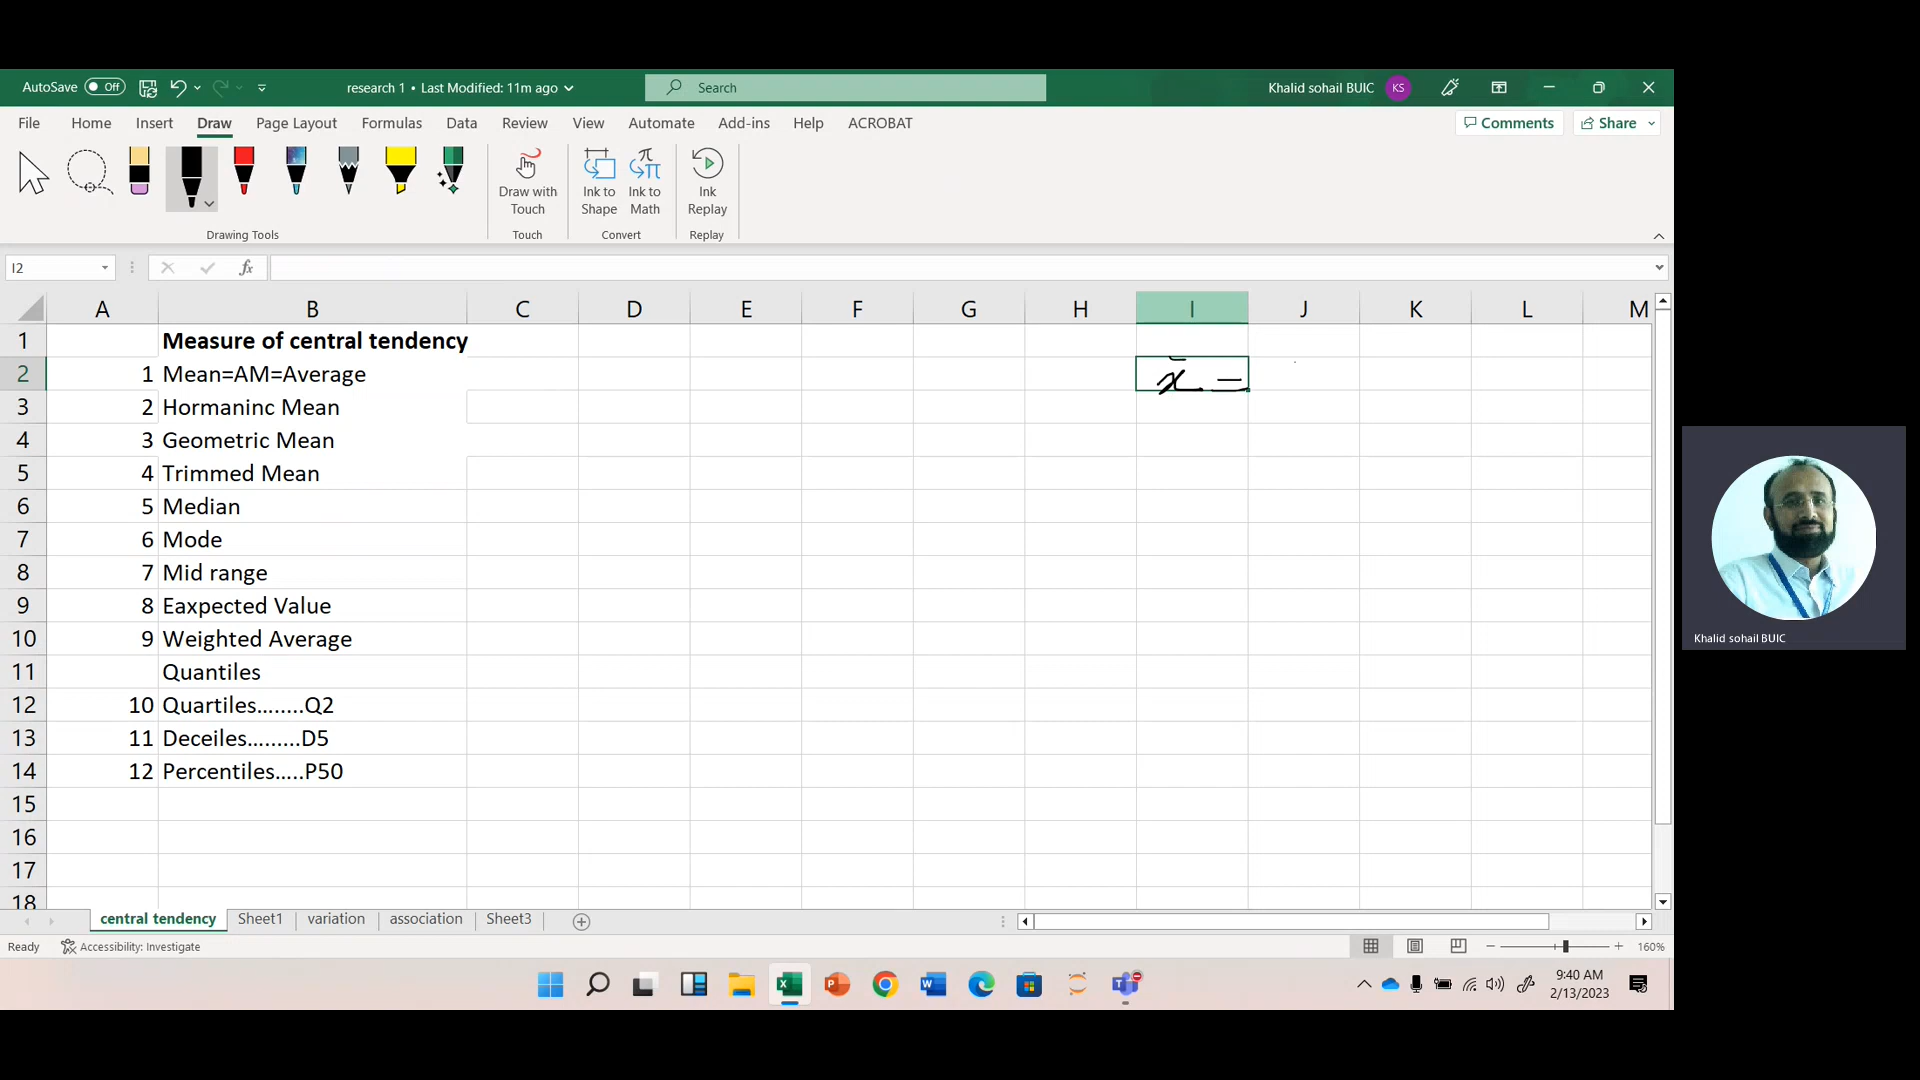 AutoSave Off research 1 • Last Modified: 11m ago Search Khalid sohail BUIC KS
File Home Insert Draw Page Layout Formulas Data Review View Automate Add-ins Help ACROBAT Comments Share
Draw with Touch
Ink to Shape
Ink to Math
Ink Replay
Drawing Tools Touch Convert Replay
I2 fx
A B C D E F G H I J K L M
1 Measure of central tendency
2 1 Mean=AM=Average x̄ =
3 2 Hormaninc Mean
4 3 Geometric Mean
5 4 Trimmed Mean
6 5 Median
7 6 Mode
8 7 Mid range
9 8 Eaxpected Value
10 9 Weighted Average
11 Quantiles
12 10 Quartiles........Q2
13 11 Deceiles.........D5
14 12 Percentiles.....P50
15
16
17
18
central tendency Sheet1 variation association Sheet3
Ready Accessibility: Investigate 160%
9:40 AM
2/13/2023
Khalid sohail BUIC